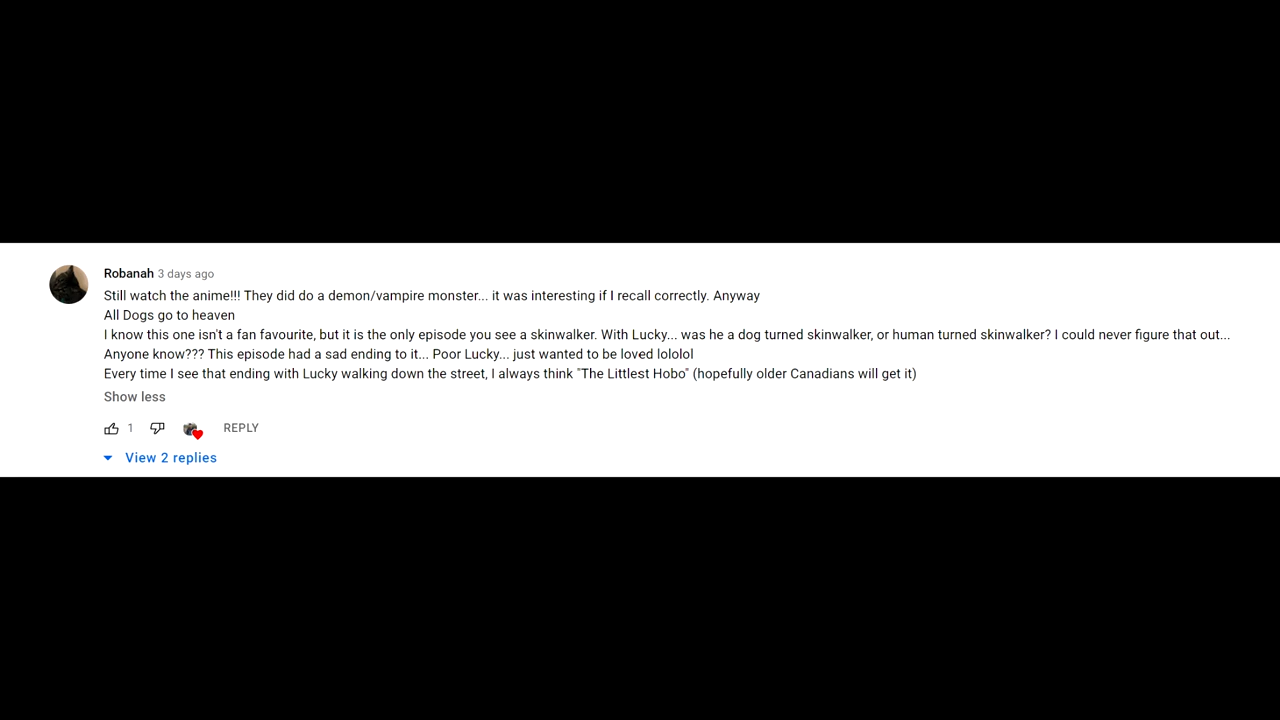 Robanah 3 days ago
Still watch the anime!!! They did do a demon/vampire monster... it was interesting if I recall correctly. Anyway
All Dogs go to heaven
I know this one isn't a fan favourite, but it is the only episode you see a skinwalker. With Lucky... was he a dog turned skinwalker, or human turned skinwalker? I could never figure that out...
Anyone know??? This episode had a sad ending to it... Poor Lucky... just wanted to be loved lololol
Every time I see that ending with Lucky walking down the street, I always think "The Littlest Hobo" (hopefully older Canadians will get it)
Show less
1 REPLY
View 2 replies